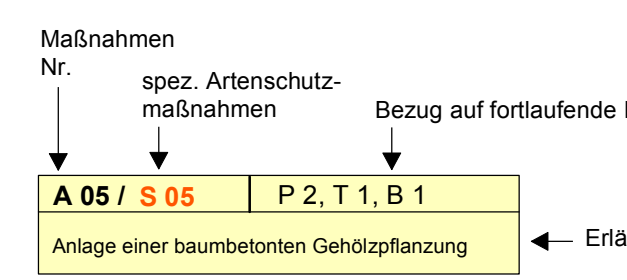 Maßnahmen
Nr.
spez. Artenschutz-
maßnahmen
Bezug auf fortlaufende
A 05 / S 05
P 2, T 1, B 1
Anlage einer baumbetonten Gehölzpflanzung